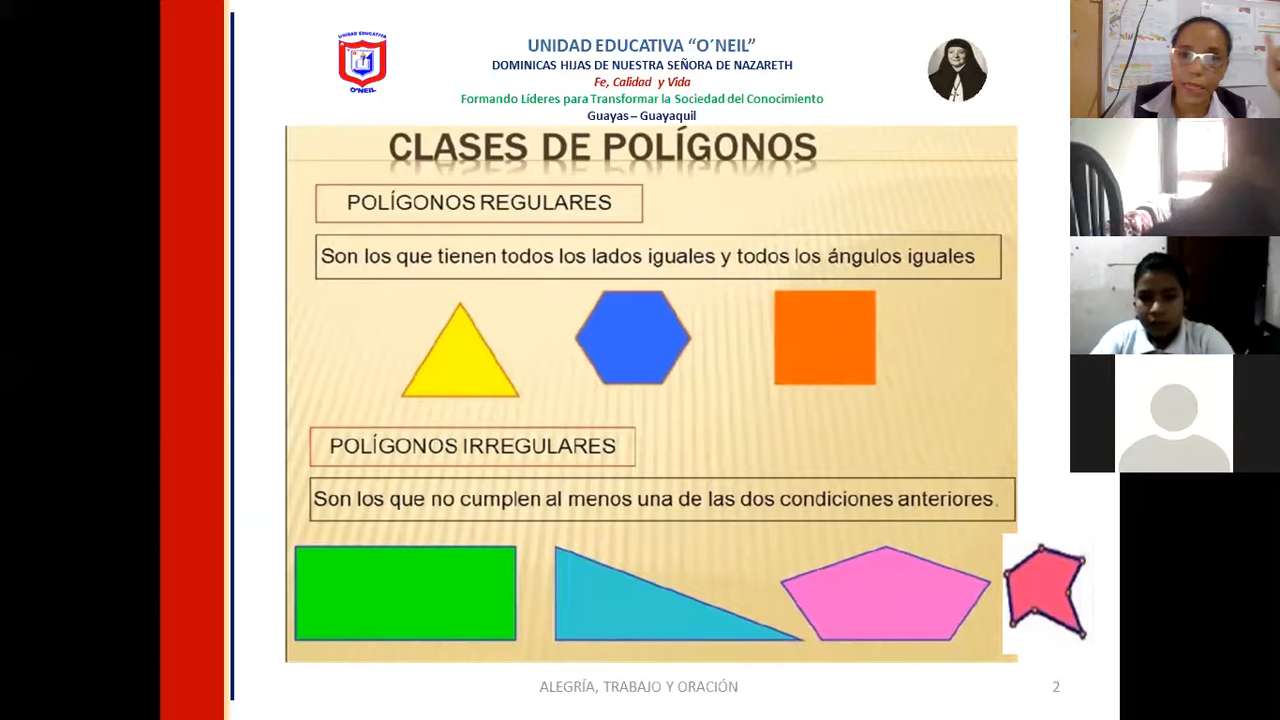 UNIDAD EDUCATIVA
O´NEIL
UNIDAD EDUCATIVA “O´NEIL”
DOMINICAS HIJAS DE NUESTRA SEÑORA DE NAZARETH
Fe, Calidad y Vida
Formando Líderes para Transformar la Sociedad del Conocimiento
Guayas – Guayaquil
CLASES DE POLÍGONOS
POLÍGONOS REGULARES
Son los que tienen todos los lados iguales y todos los ángulos iguales
POLÍGONOS IRREGULARES
Son los que no cumplen al menos una de las dos condiciones anteriores.
ALEGRÍA, TRABAJO Y ORACIÓN
2